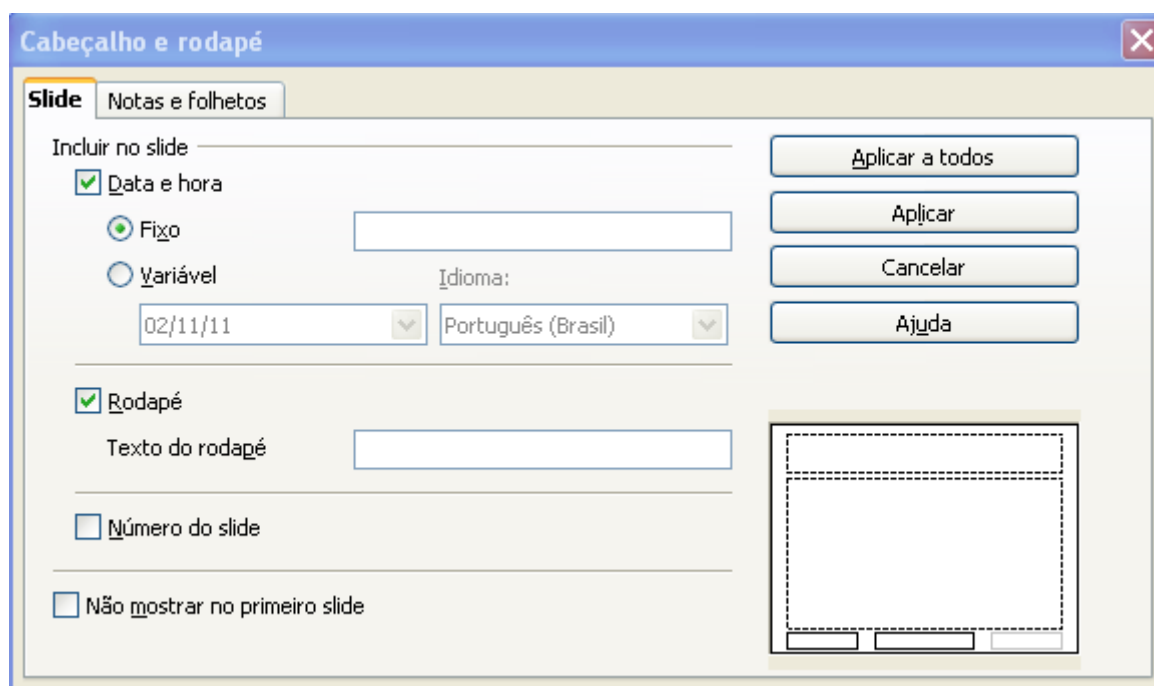 Cabeçalho e rodapé
Slide Notas e folhetos
Incluir no slide
Data e hora
Fixo
Variável Idioma:
02/11/11 Português (Brasil)
Rodapé
Texto do rodapé
Número do slide
Não mostrar no primeiro slide
Aplicar a todos
Aplicar
Cancelar
Ajuda